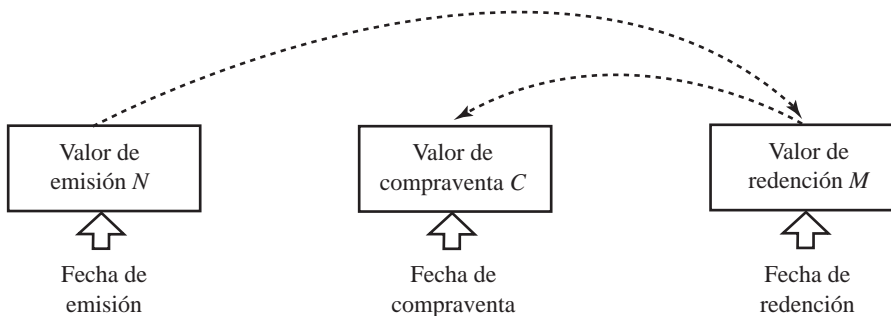 Valor de
emisión N
Valor de
compraventa C
Valor de
redención M
Fecha de
emisión
Fecha de
compraventa
Fecha de
redención